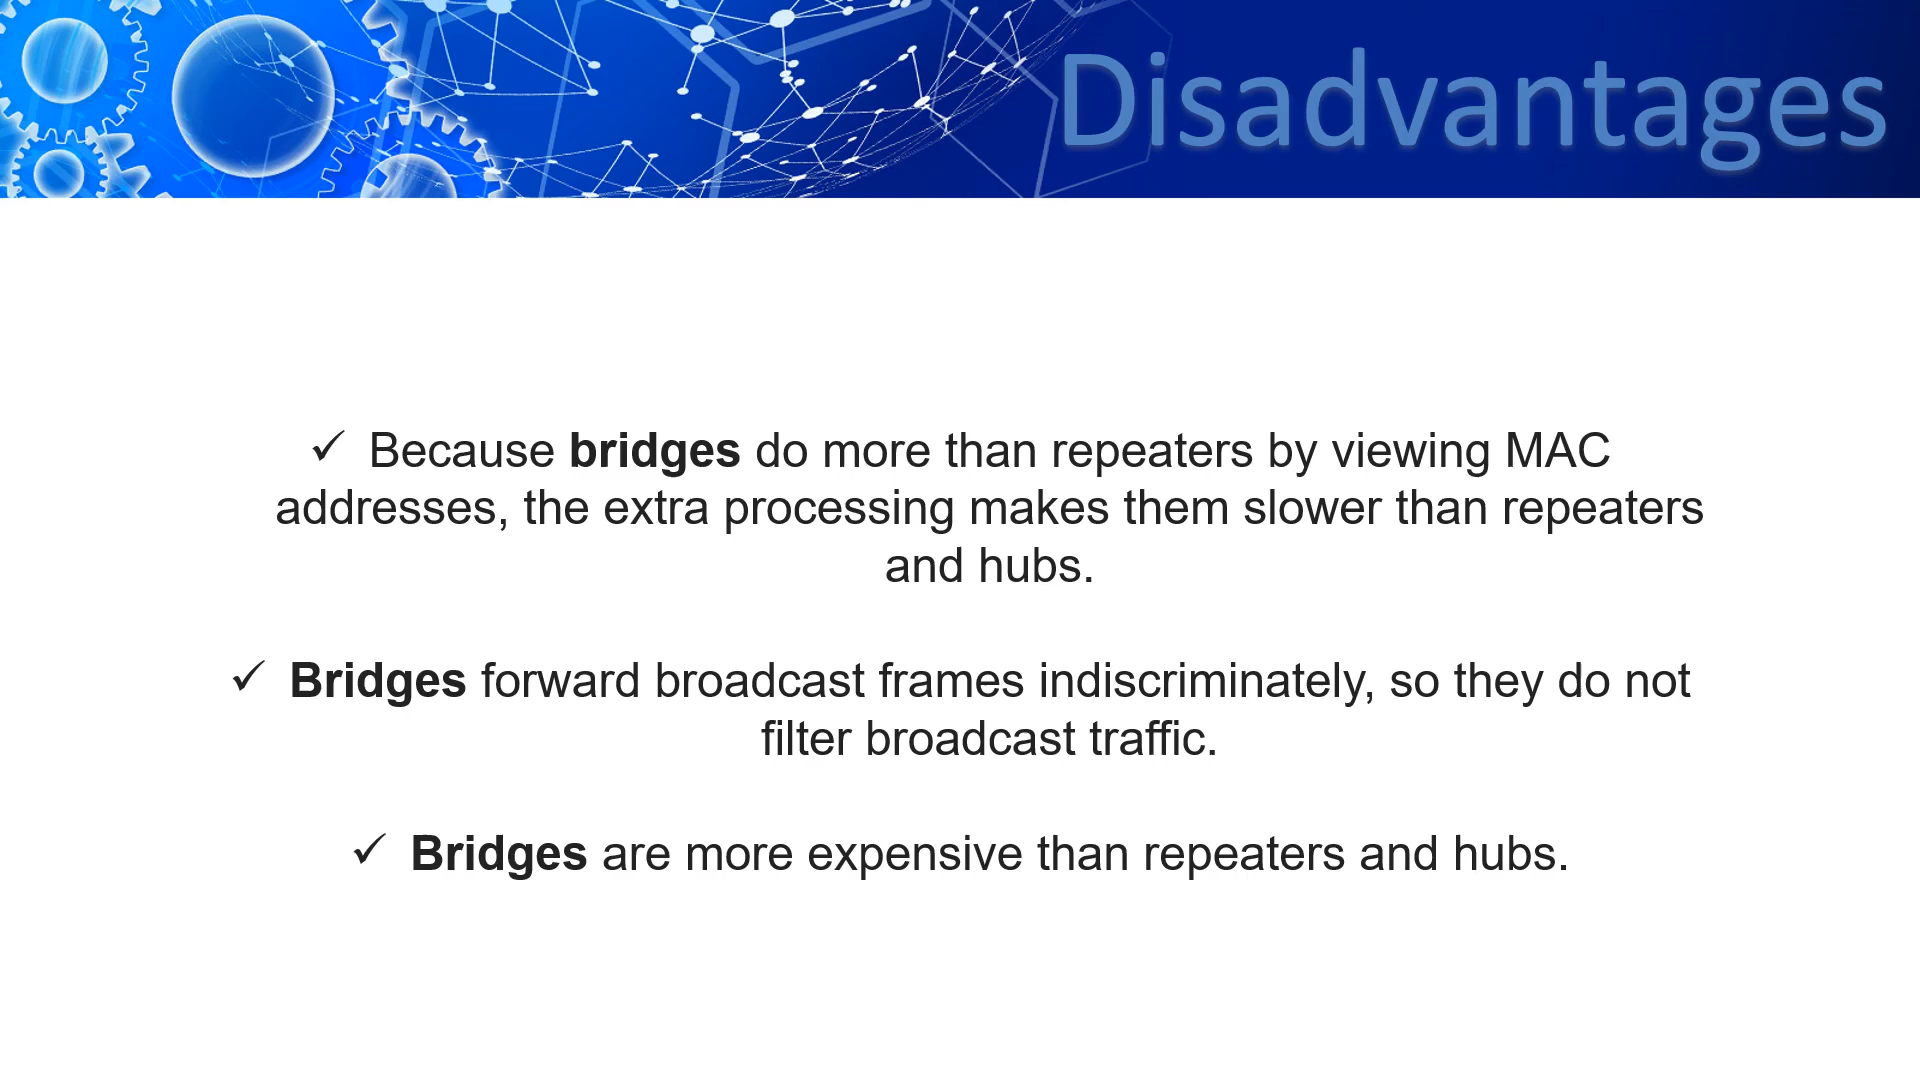 Disadvantages
✓ Because bridges do more than repeaters by viewing MAC
addresses, the extra processing makes them slower than repeaters
and hubs.
✓ Bridges forward broadcast frames indiscriminately, so they do not
filter broadcast traffic.
✓ Bridges are more expensive than repeaters and hubs.